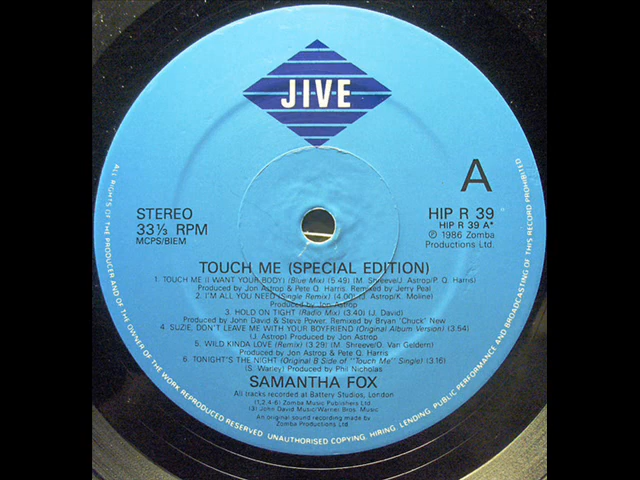 JIVE
A
STEREO
33⅓ RPM
MCPS/BIEM
HIP R 39
HIP R 39 A*
℗ 1986 Zomba
Productions Ltd.
TOUCH ME (SPECIAL EDITION)
1. TOUCH ME (I WANT YOUR BODY) (Blue Mix) (5.49) (M. Shreeve/J. Astrop/P. Q. Harris)
Produced by Jon Astrop & Pete Q. Harris. Remixed by Jerry Peal
2. I'M ALL YOU NEED (Single Remix) (4.00) (J. Astrop/K. Moline)
Produced by Jon Astrop
3. HOLD ON TIGHT (Radio Mix) (3.40) (J. David)
Produced by John David & Steve Power, Remixed by Bryan "Chuck" New
4. SUZIE, DON'T LEAVE ME WITH YOUR BOYFRIEND (Original Album Version) (3.54)
(J. Astrop) Produced by Jon Astrop
5. WILD KINDA LOVE (Remix) (3.29) (M. Shreeve/O. Van Geldern)
Produced by Jon Astrop & Pete Q. Harris
6. TONIGHT'S THE NIGHT (Original B Side of "Touch Me" Single) (3.16)
(S. Warley) Produced by Phil Nicholas
SAMANTHA FOX
All tracks recorded at Battery Studios, London
(1,2,4-6) Zomba Music Publishers Ltd
(3) John David Music/Warner Bros. Music
An original sound recording made by
Zomba Productions Ltd.
ALL RIGHTS OF THE PRODUCER AND OF THE OWNER OF THE WORK REPRODUCED RESERVED. UNAUTHORISED COPYING, HIRING, LENDING, PUBLIC PERFORMANCE AND BROADCASTING OF THIS RECORD PROHIBITED